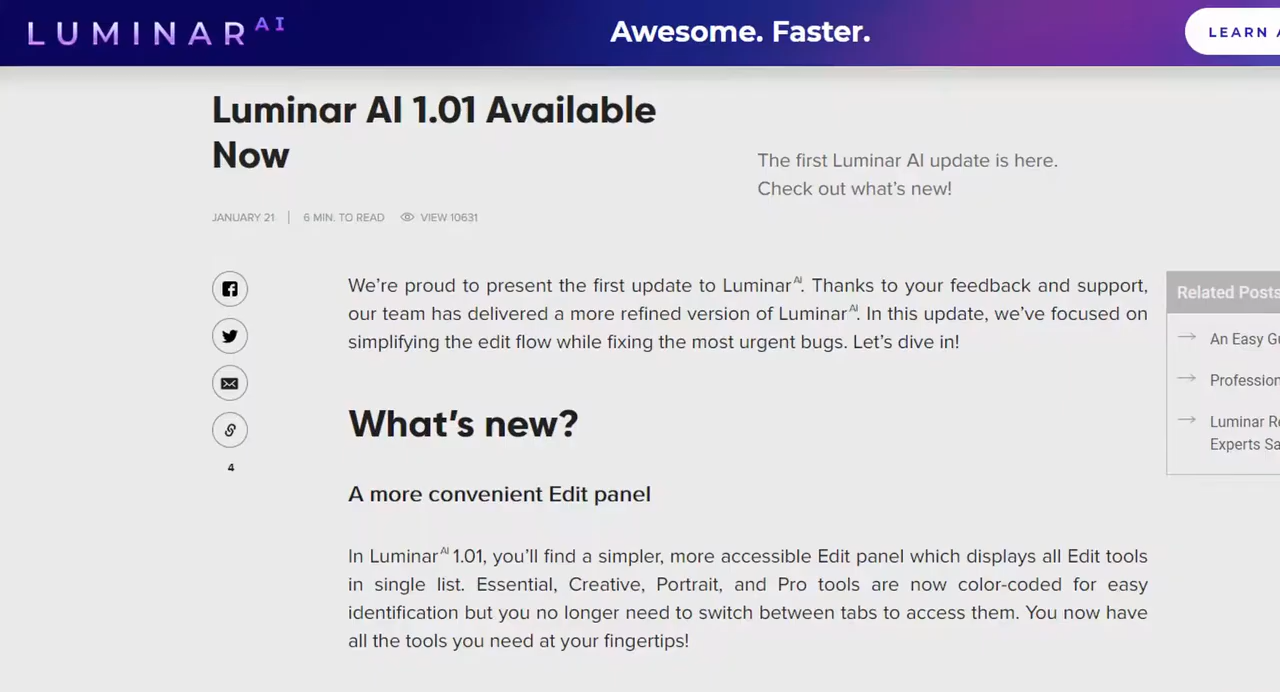 LUMINAR AI
Awesome. Faster.
LEARN
Luminar AI 1.01 Available
Now
The first Luminar AI update is here.
Check out what's new!
JANUARY 21 | 6 MIN. TO READ VIEW 10631
We're proud to present the first update to Luminar AI. Thanks to your feedback and support,
our team has delivered a more refined version of Luminar AI. In this update, we've focused on
simplifying the edit flow while fixing the most urgent bugs. Let's dive in!
4
What's new?
A more convenient Edit panel
In Luminar AI 1.01, you'll find a simpler, more accessible Edit panel which displays all Edit tools
in single list. Essential, Creative, Portrait, and Pro tools are now color-coded for easy
identification but you no longer need to switch between tabs to access them. You now have
all the tools you need at your fingertips!
Related Posts
An Easy
Luminar
Experts